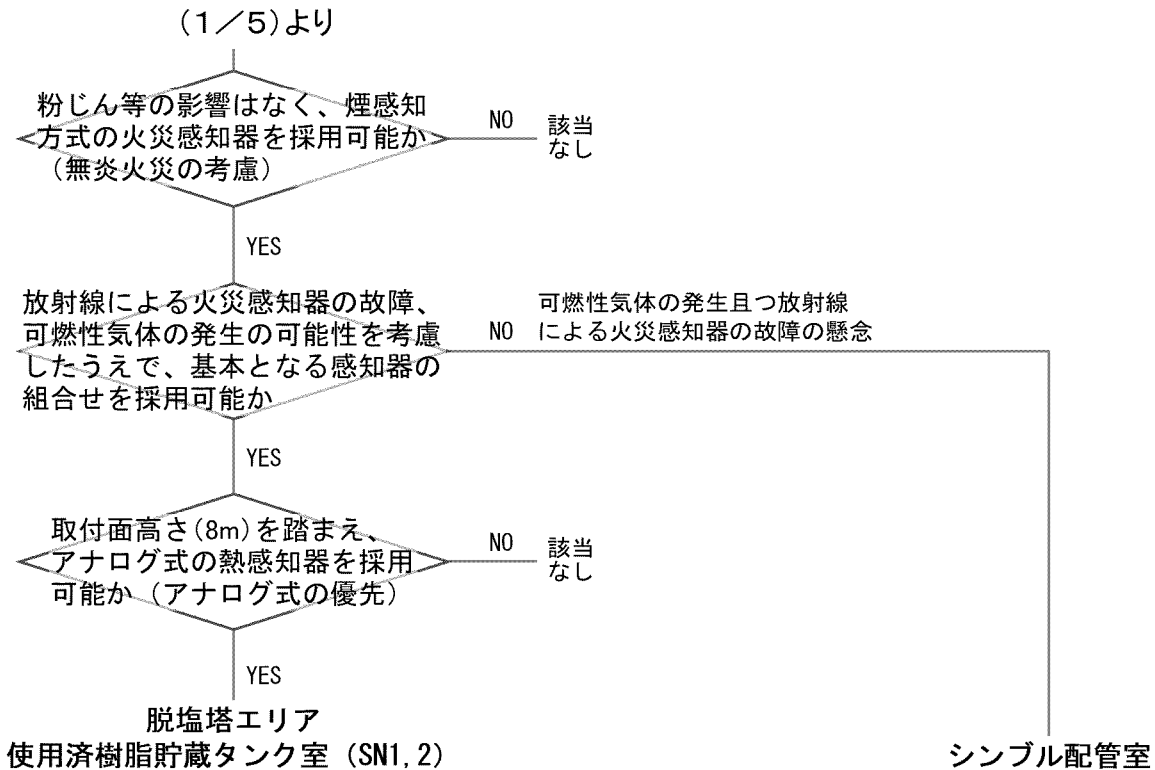 (1/5)より
粉じん等の影響はなく、煙感知
方式の火災感知器を採用可能か
(無炎火災の考慮)
NO
該当
なし
YES
放射線による火災感知器の故障、
可燃性気体の発生の可能性を考慮
したうえで、基本となる感知器の
組合せを採用可能か
NO
可燃性気体の発生且つ放射線
による火災感知器の故障の懸念
YES
取付面高さ(8m)を踏まえ、
アナログ式の熱感知器を採用
可能か(アナログ式の優先)
NO
該当
なし
YES
脱塩塔エリア
使用済樹脂貯蔵タンク室(SN1,2)
シンブル配管室